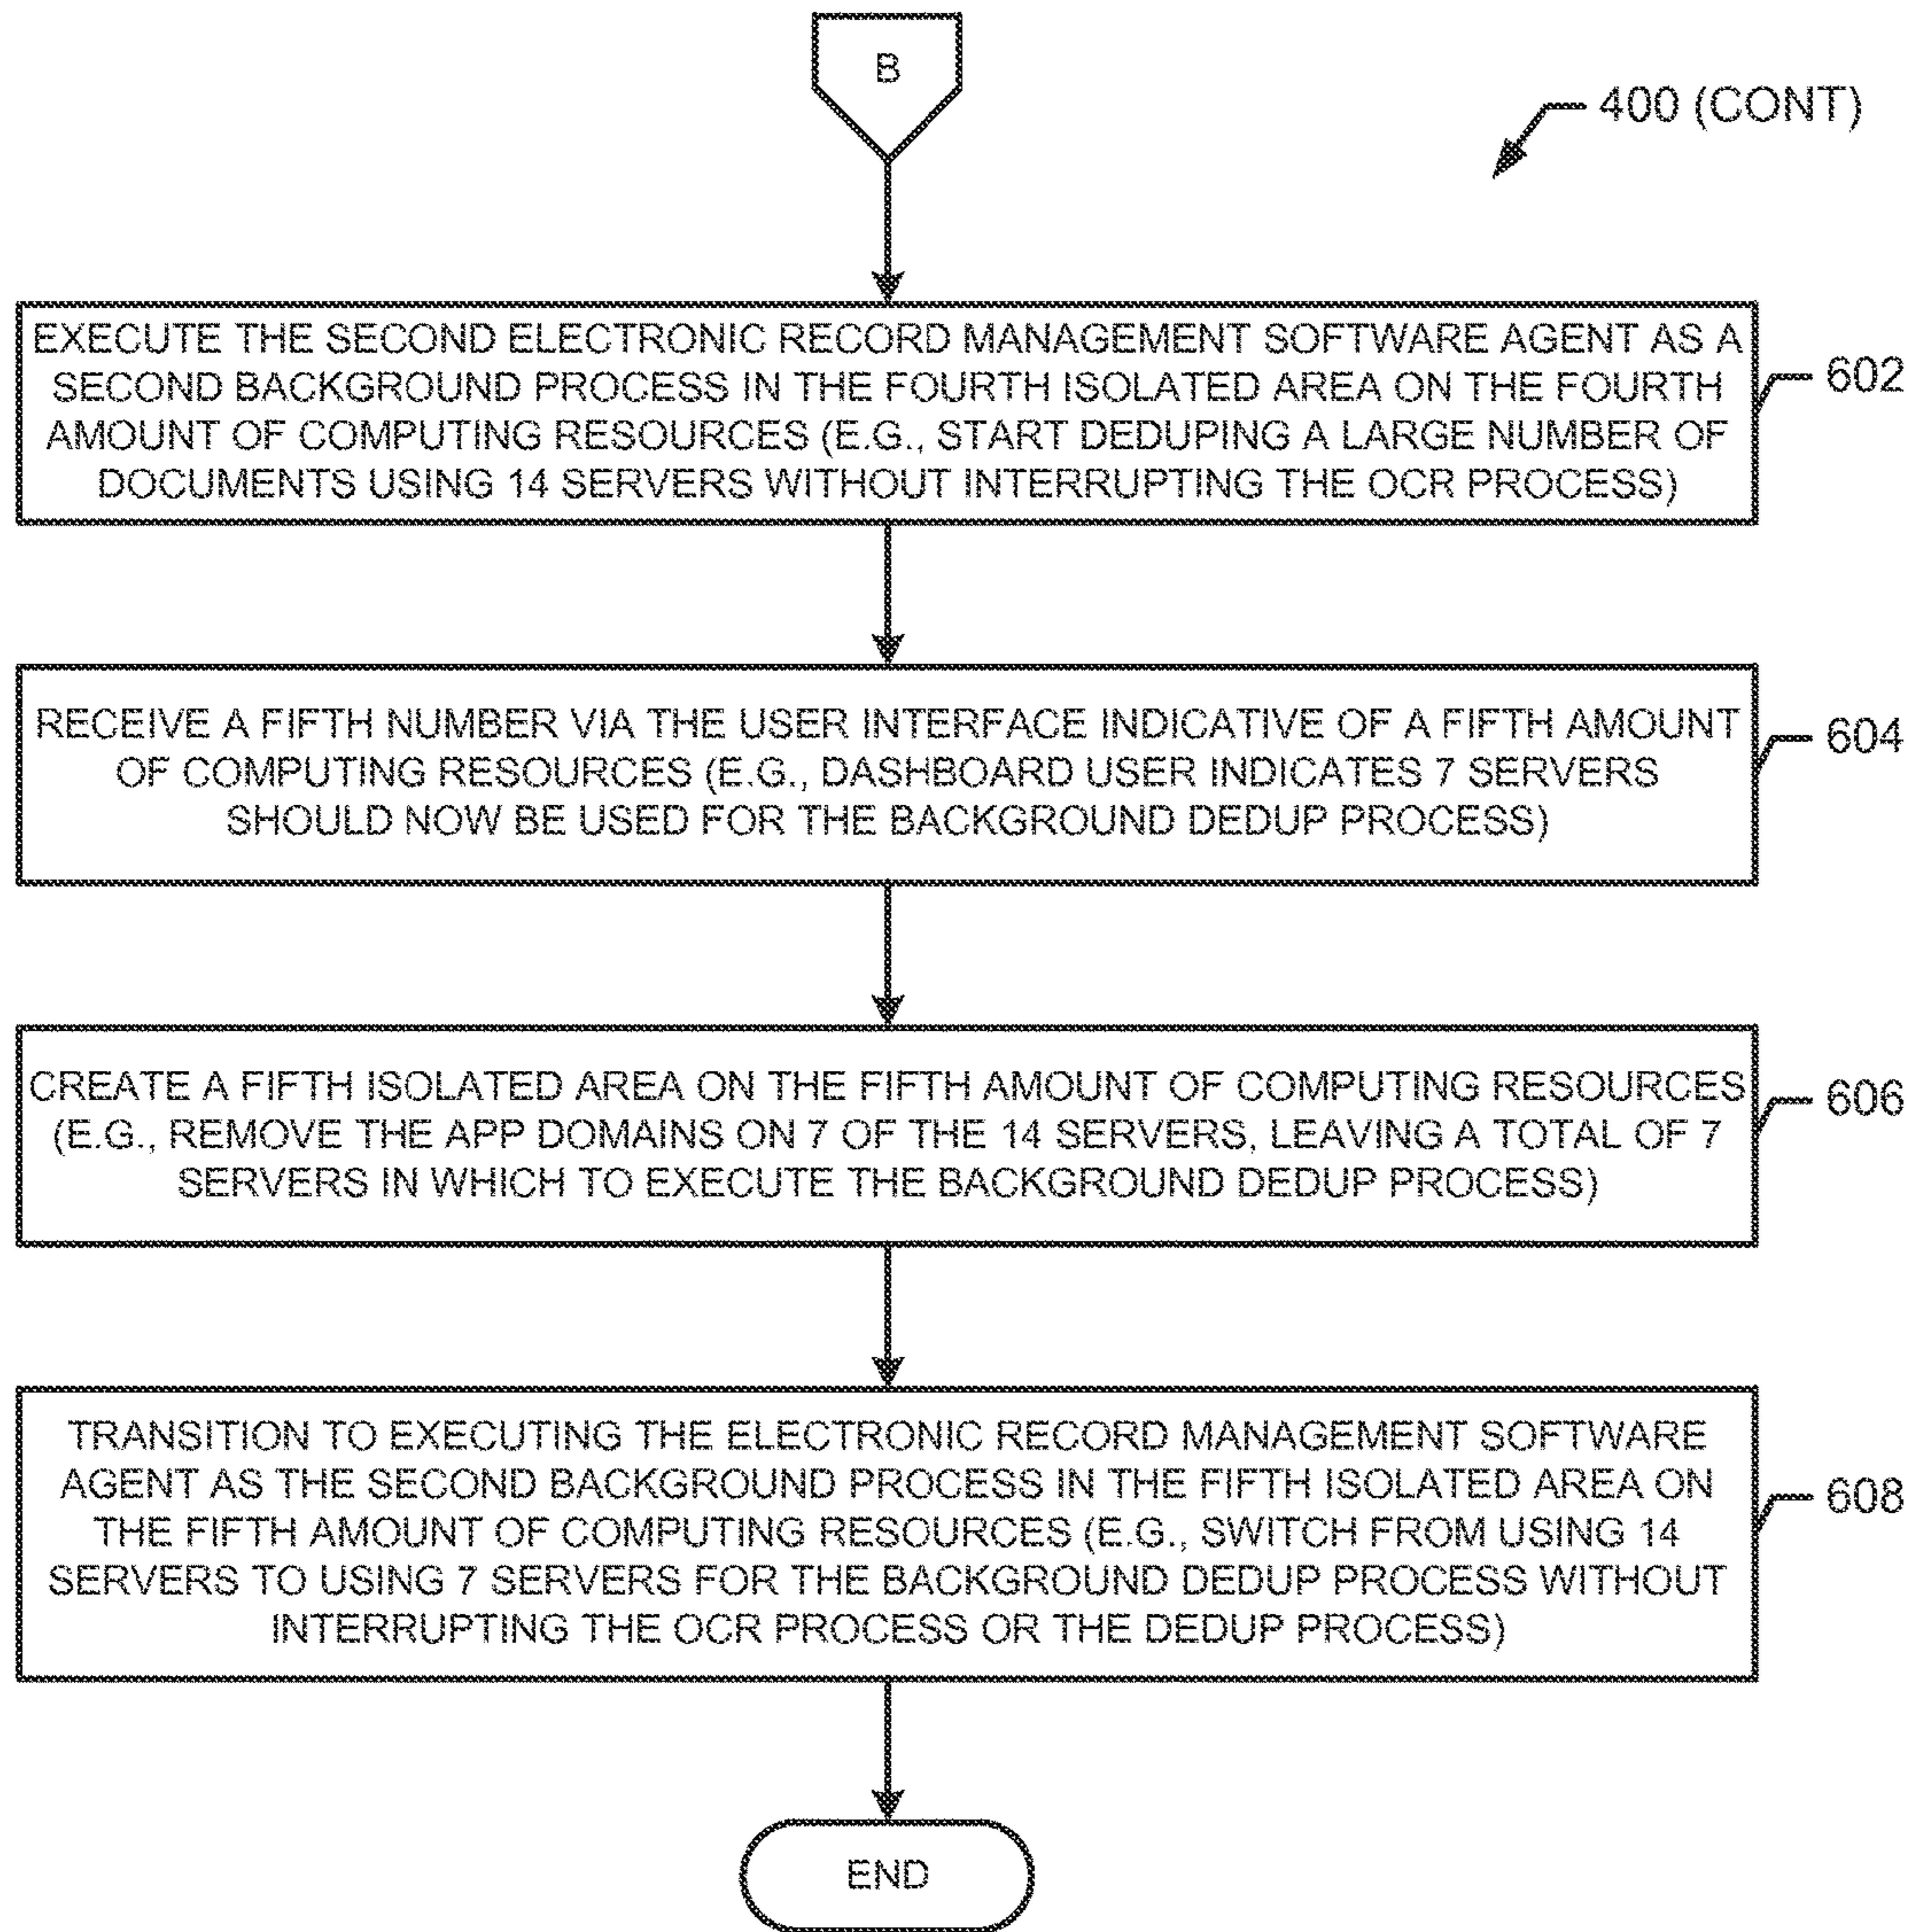 B
400 (CONT)
EXECUTE THE SECOND ELECTRONIC RECORD MANAGEMENT SOFTWARE AGENT AS A
SECOND BACKGROUND PROCESS IN THE FOURTH ISOLATED AREA ON THE FOURTH
AMOUNT OF COMPUTING RESOURCES (E.G., START DEDUPING A LARGE NUMBER OF
DOCUMENTS USING 14 SERVERS WITHOUT INTERRUPTING THE OCR PROCESS)
602
RECEIVE A FIFTH NUMBER VIA THE USER INTERFACE INDICATIVE OF A FIFTH AMOUNT
OF COMPUTING RESOURCES (E.G., DASHBOARD USER INDICATES 7 SERVERS
SHOULD NOW BE USED FOR THE BACKGROUND DEDUP PROCESS)
604
CREATE A FIFTH ISOLATED AREA ON THE FIFTH AMOUNT OF COMPUTING RESOURCES
(E.G., REMOVE THE APP DOMAINS ON 7 OF THE 14 SERVERS, LEAVING A TOTAL OF 7
SERVERS IN WHICH TO EXECUTE THE BACKGROUND DEDUP PROCESS)
606
TRANSITION TO EXECUTING THE ELECTRONIC RECORD MANAGEMENT SOFTWARE
AGENT AS THE SECOND BACKGROUND PROCESS IN THE FIFTH ISOLATED AREA ON
THE FIFTH AMOUNT OF COMPUTING RESOURCES (E.G., SWITCH FROM USING 14
SERVERS TO USING 7 SERVERS FOR THE BACKGROUND DEDUP PROCESS WITHOUT
INTERRUPTING THE OCR PROCESS OR THE DEDUP PROCESS)
608
END